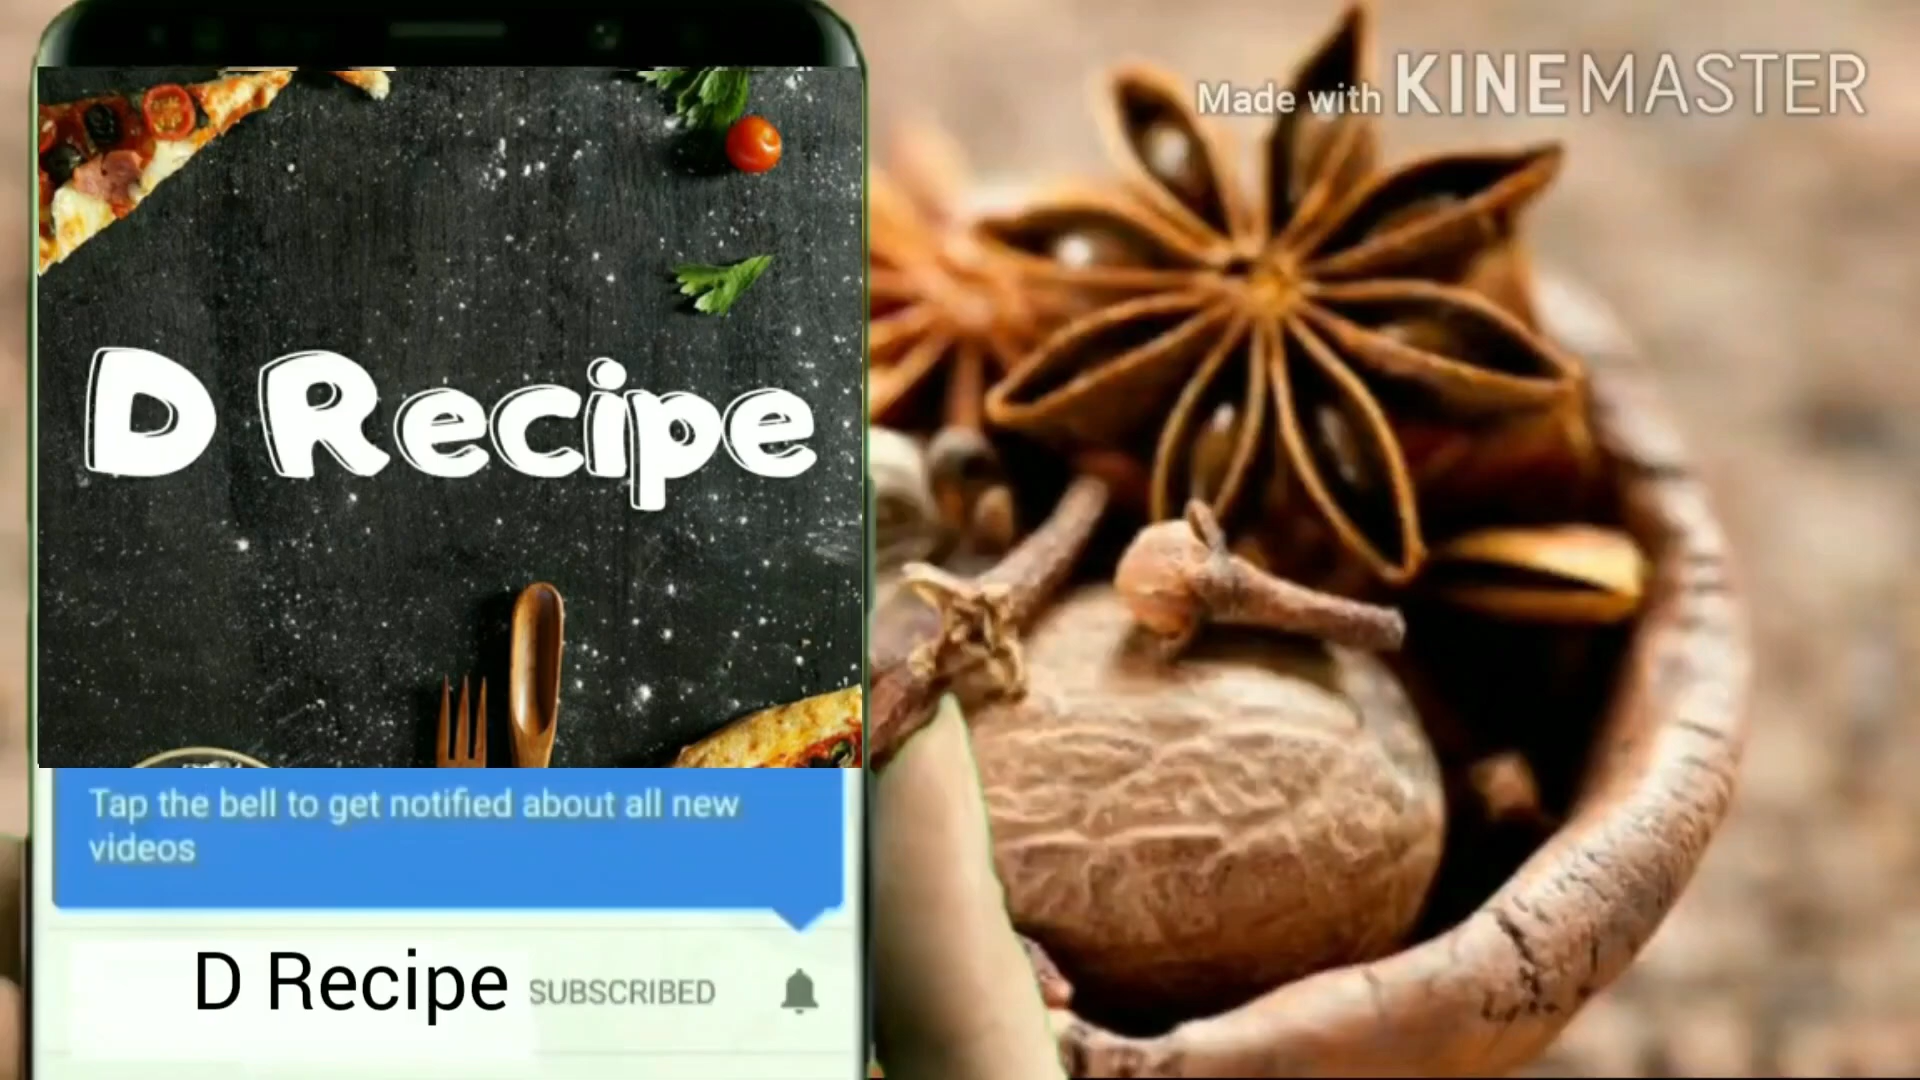 Made with KINEMASTER
D Recipe
Tap the bell to get notified about all new
videos
D Recipe SUBSCRIBED